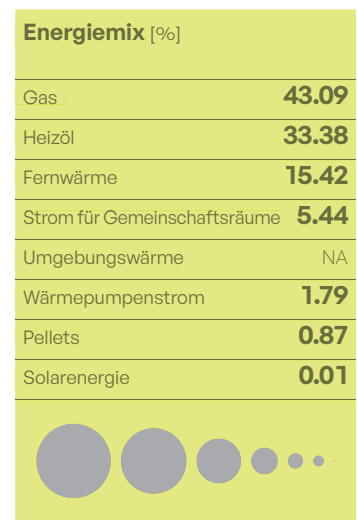 Energiemix [%]
Gas 43.09
Heizöl 33.38
Fernwärme 15.42
Strom für Gemeinschaftsräume 5.44
Umgebungswärme NA
Wärmepumpenstrom 1.79
Pellets 0.87
Solarenergie 0.01